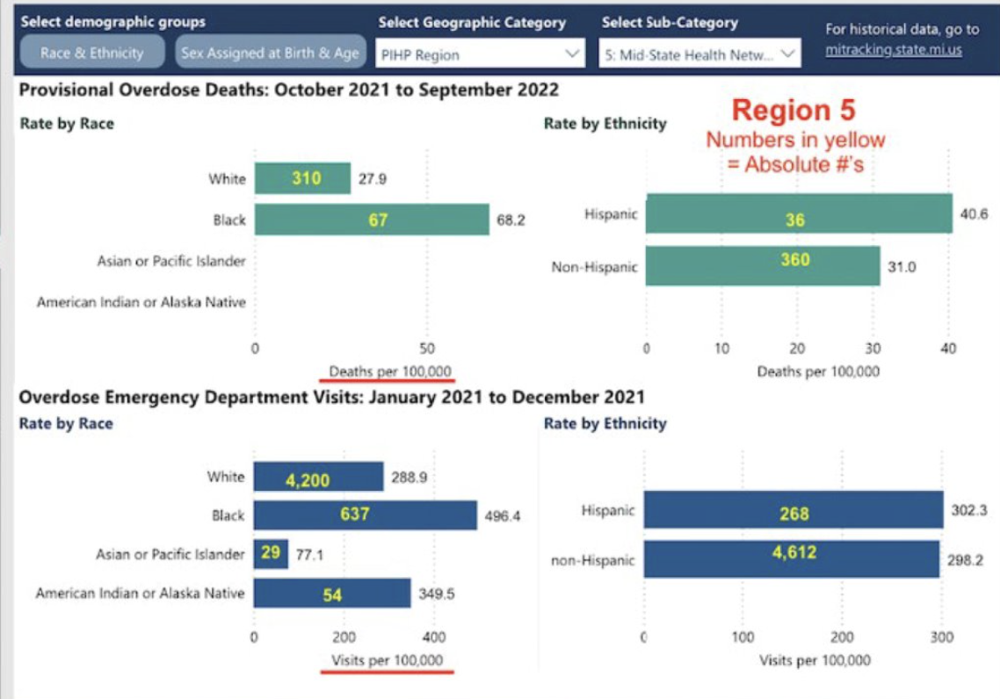 Select demographic groups
Race & Ethnicity
Sex Assigned at Birth & Age
Select Geographic Category
PIHP Region
Select Sub-Category
5: Mid-State Health Netw...
For historical data, go to
mitracking.state.mi.us
Provisional Overdose Deaths: October 2021 to September 2022
Rate by Race
White 310 27.9
Black 67 68.2
Asian or Pacific Islander
American Indian or Alaska Native
0 50
Deaths per 100,000
Rate by Ethnicity
Region 5
Numbers in yellow
= Absolute #'s
Hispanic 36 40.6
Non-Hispanic 360 31.0
0 10 20 30 40
Deaths per 100,000
Overdose Emergency Department Visits: January 2021 to December 2021
Rate by Race
White 4,200 288.9
Black 637 496.4
Asian or Pacific Islander 29 77.1
American Indian or Alaska Native 54 349.5
0 200 400
Visits per 100,000
Rate by Ethnicity
Hispanic 268 302.3
non-Hispanic 4,612 298.2
0 100 200 300
Visits per 100,000